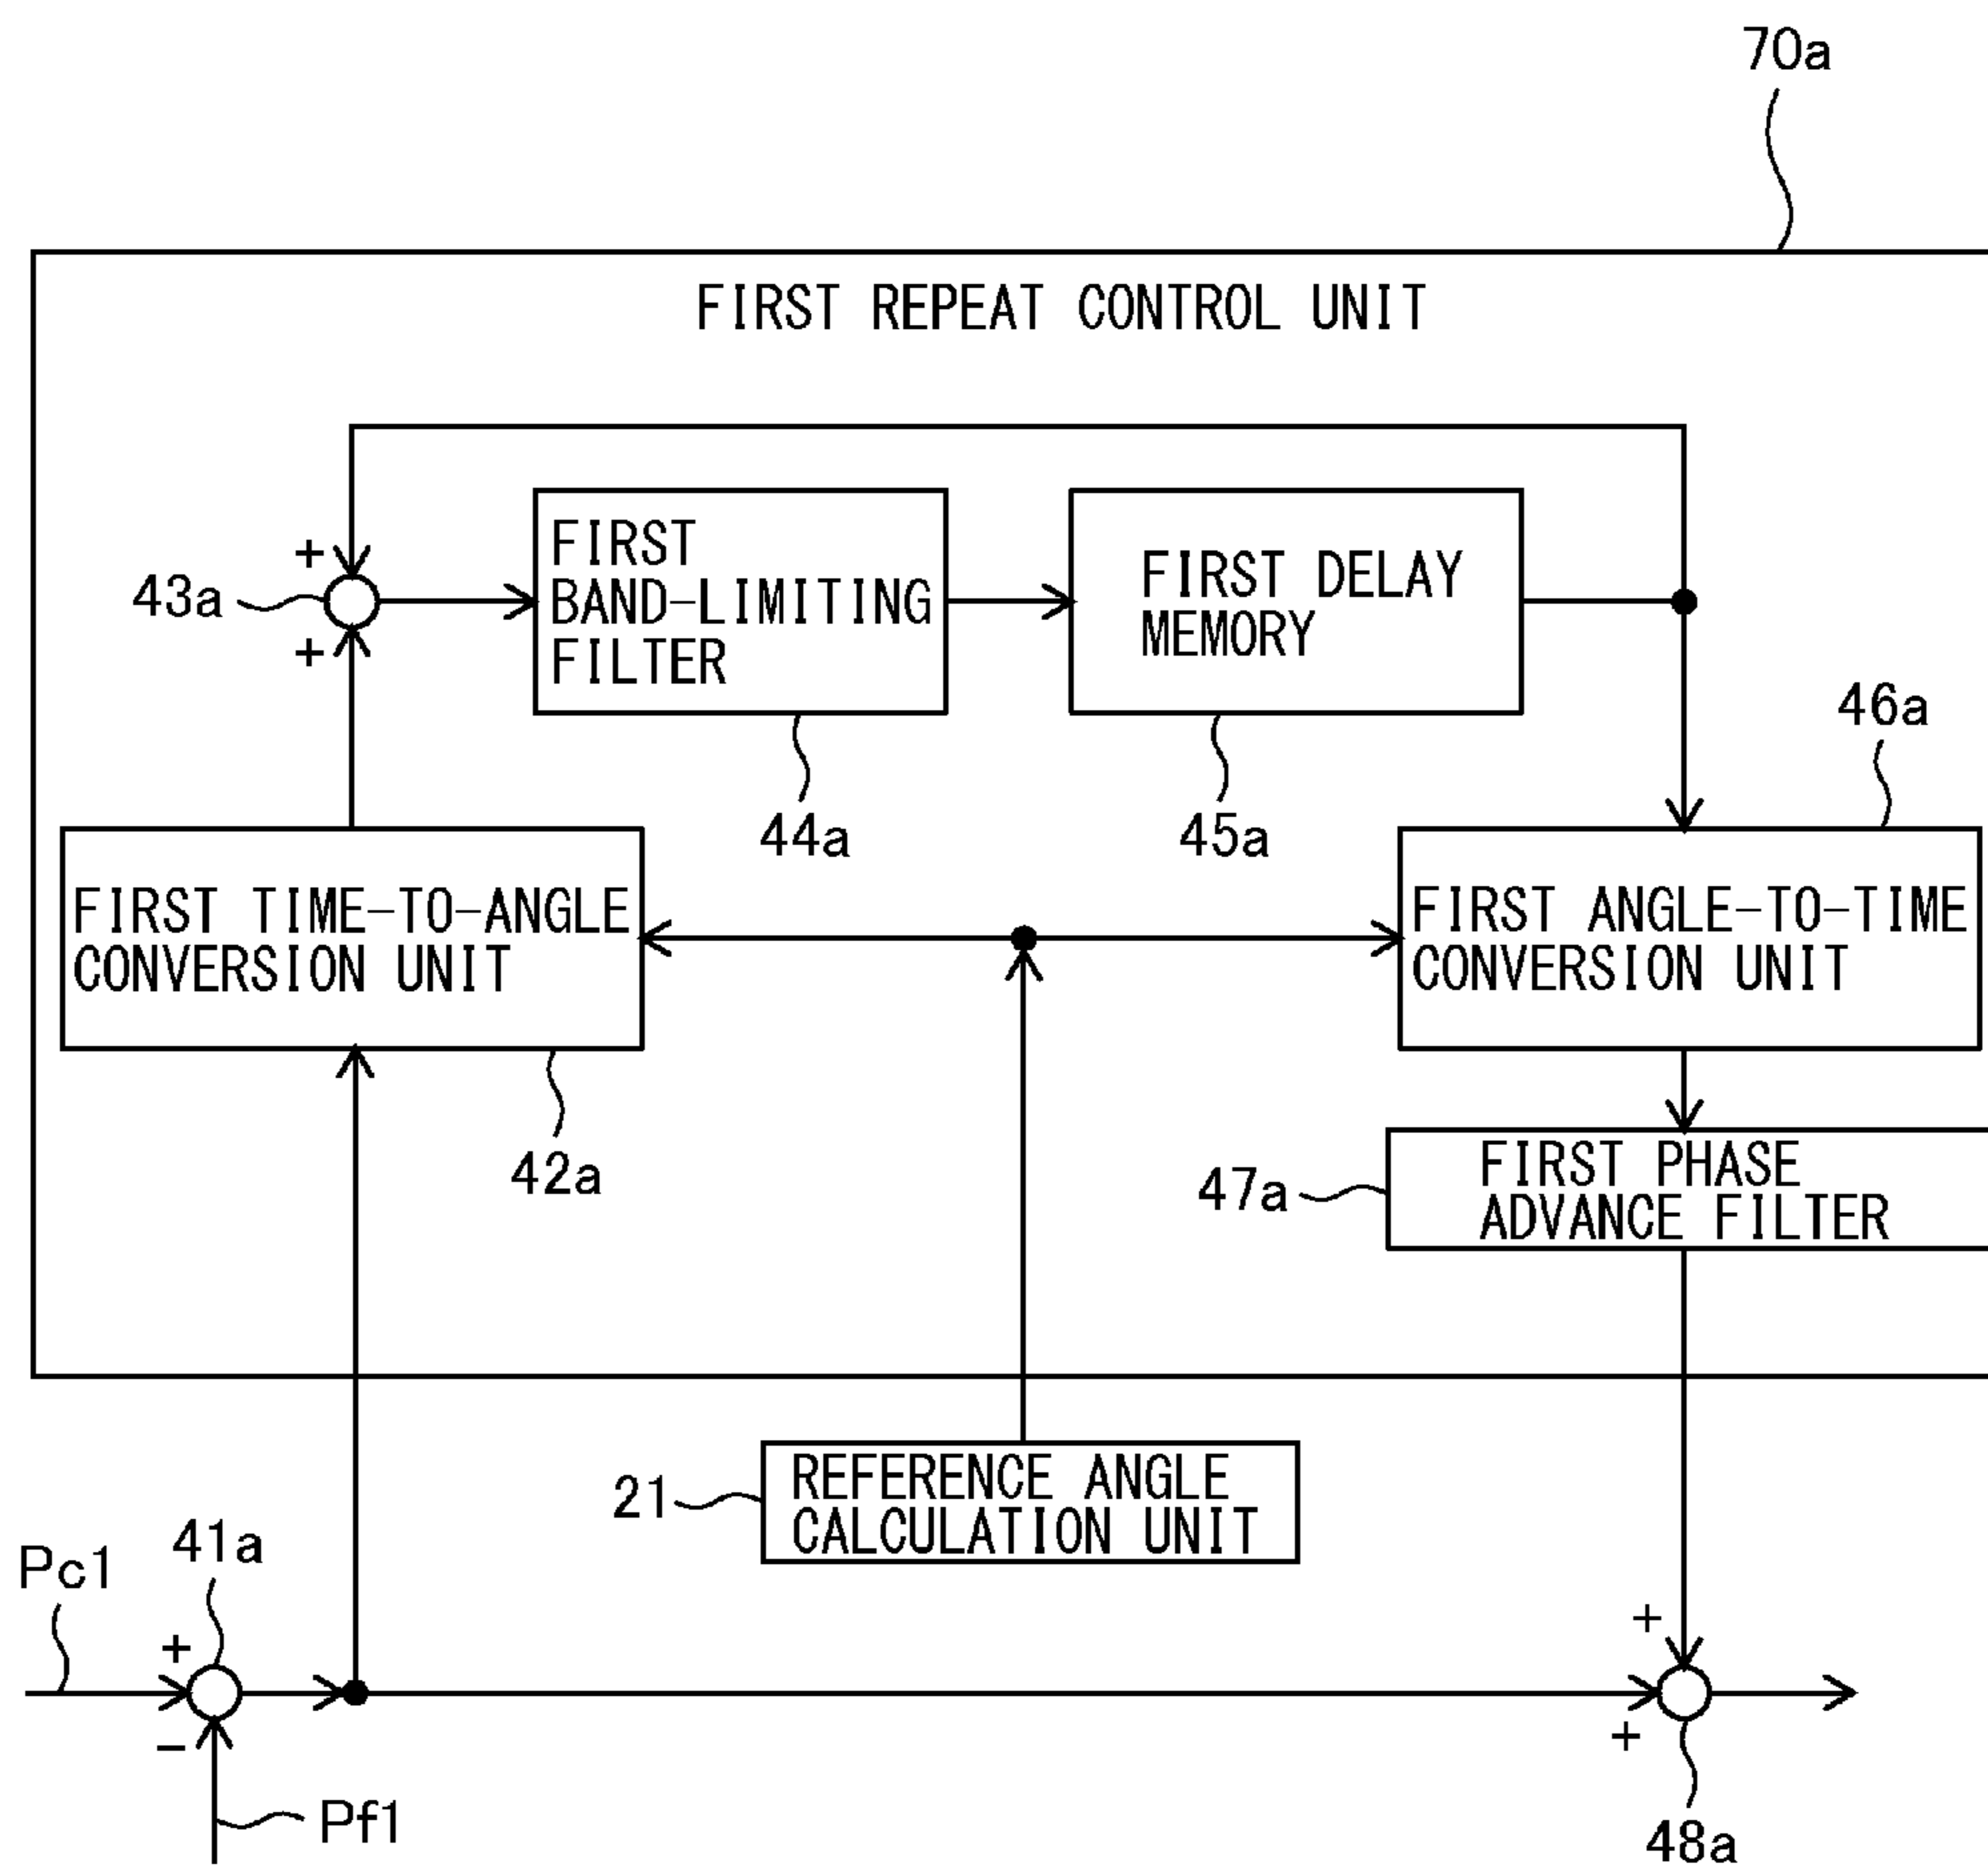 70a
FIRST REPEAT CONTROL UNIT
+
43a
+
FIRST
BAND-LIMITING
FILTER
FIRST DELAY
MEMORY
44a
45a
46a
FIRST TIME-TO-ANGLE
CONVERSION UNIT
FIRST ANGLE-TO-TIME
CONVERSION UNIT
42a
47a
FIRST PHASE
ADVANCE FILTER
21
REFERENCE ANGLE
CALCULATION UNIT
Pc1
41a
+
−
Pf1
+
+
48a